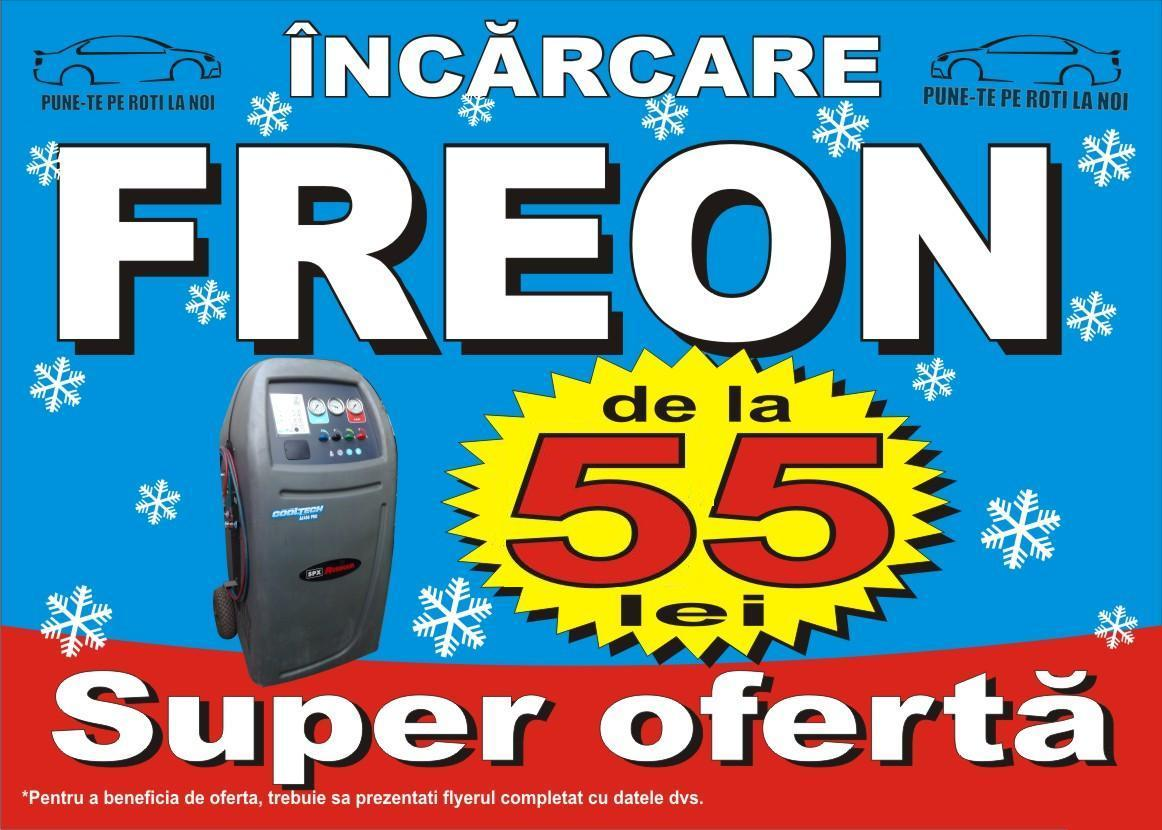 ÎNCĂRCARE
PUNE-TE PE ROTI LA NOI
PUNE-TE PE ROTI LA NOI
FREON
de la
55
lei
COOLTECH
SPX
Super ofertă
*Pentru a beneficia de oferta, trebuie sa prezentati flyerul completat cu datele dvs.